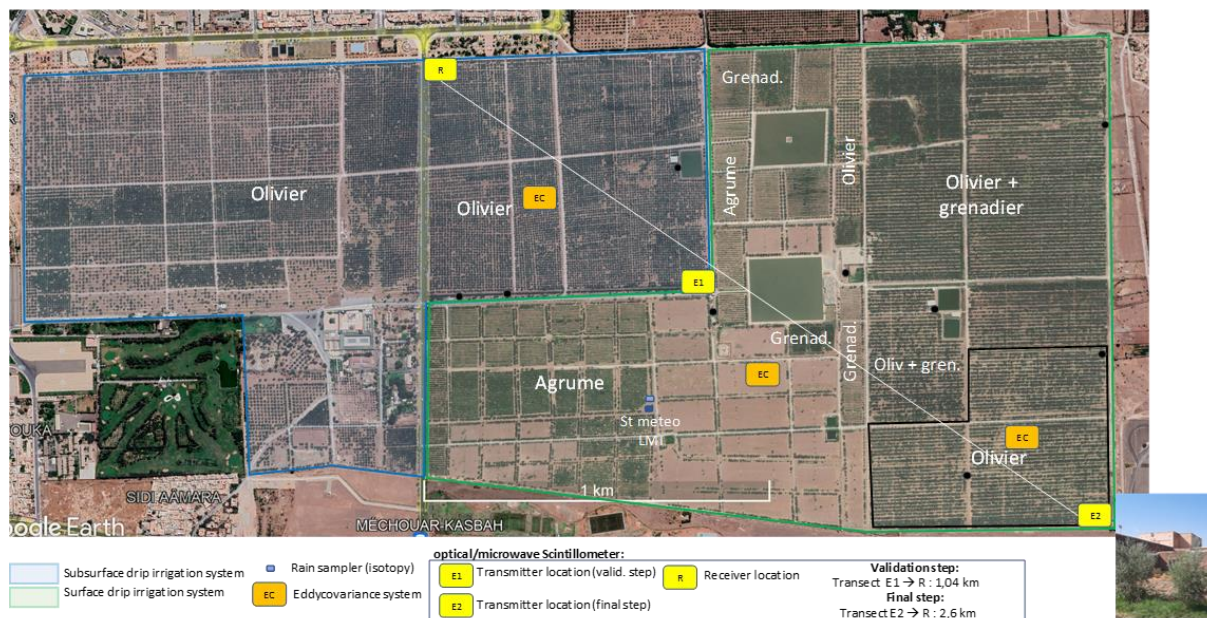 R
Grenad.
Agrume
Olivier
Olivier
Olivier
Olivier +
grenadier
EC
E1
Grenad.
Grenad.
Oliv + gren.
Agrume
EC
St meteo
EC
Olivier
1 km
E2
OUKA
SIDI AAMARA
MECHOUAR-KASBAH
oogle Earth
Subsurface drip irrigation system
Surface drip irrigation system
Rain sampler (isotopy)
EC Eddycovariance system
optical/microwave Scintillometer:
E1 Transmitter location (valid. step)
R Receiver location
E2 Transmitter location (final step)
Validation step:
Transect E1 → R : 1,04 km
Final step:
Transect E2 → R : 2,6 km